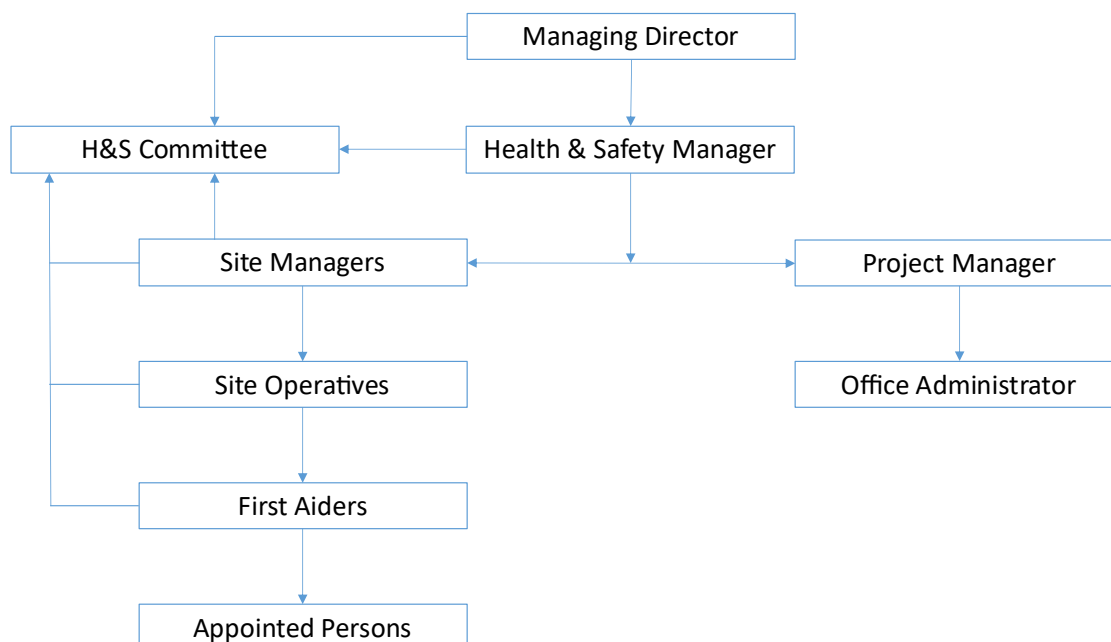 Managing Director
H&S Committee
Health & Safety Manager
Site Managers
Project Manager
Site Operatives
Office Administrator
First Aiders
Appointed Persons